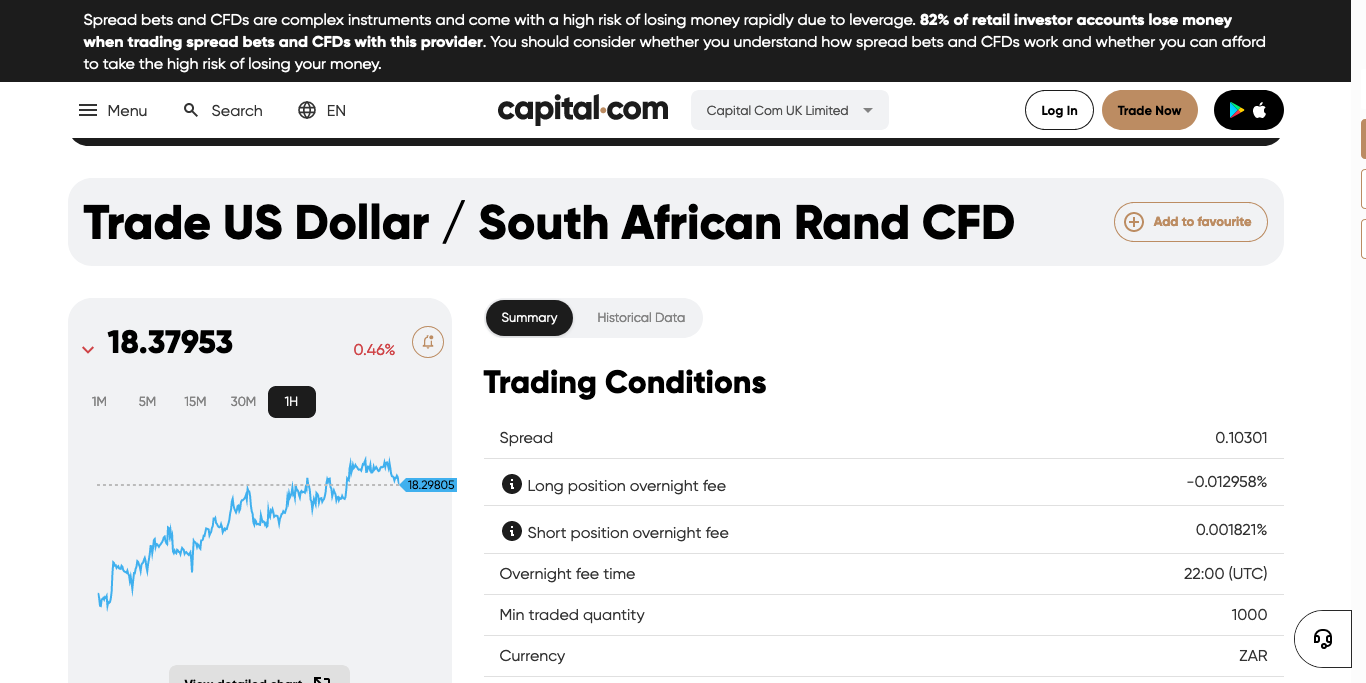 Spread bets and CFDs are complex instruments and come with a high risk of losing money rapidly due to leverage. 82% of retail investor accounts lose money
when trading spread bets and CFDs with this provider. You should consider whether you understand how spread bets and CFDs work and whether you can afford
to take the high risk of losing your money.
Menu Search EN capital.com Capital Com UK Limited Log In Trade Now
Trade US Dollar / South African Rand CFD Add to favourite
18.37953 0.46%
1M 5M 15M 30M 1H
18.29805
View detailed chart
Summary Historical Data
Trading Conditions
Spread 0.10301
Long position overnight fee -0.012958%
Short position overnight fee 0.001821%
Overnight fee time 22:00 (UTC)
Min traded quantity 1000
Currency ZAR